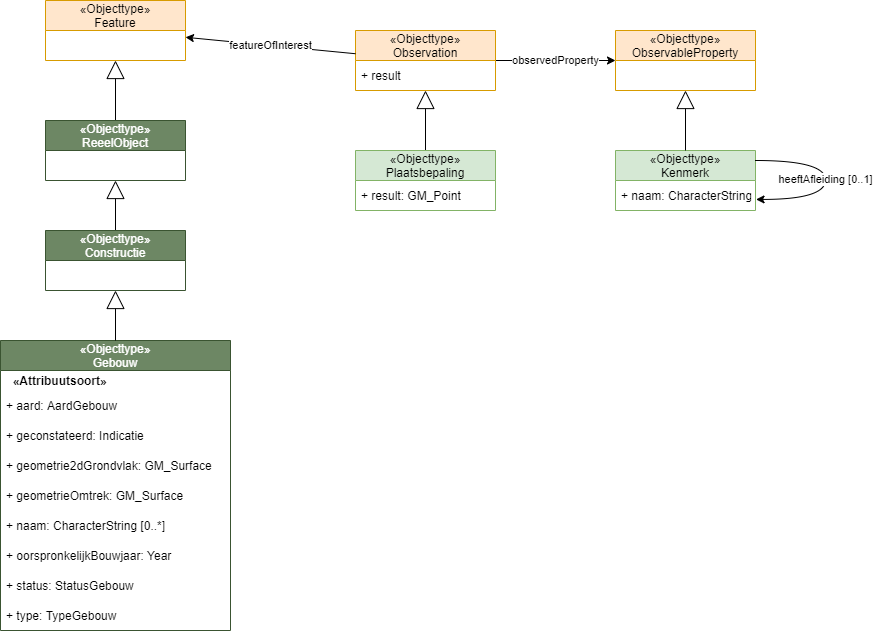 «Objecttype»
Feature
featureOfInterest
«Objecttype»
Observation
+ result
observedProperty
«Objecttype»
ObservableProperty
«Objecttype»
ReeelObject
«Objecttype»
Plaatsbepaling
+ result: GM_Point
«Objecttype»
Kenmerk
+ naam: CharacterString
heeftAfleiding [0..1]
«Objecttype»
Constructie
«Objecttype»
Gebouw
«Attribuutsoort»
+ aard: AardGebouw
+ geconstateerd: Indicatie
+ geometrie2dGrondvlak: GM_Surface
+ geometrieOmtrek: GM_Surface
+ naam: CharacterString [0..*]
+ oorspronkelijkBouwjaar: Year
+ status: StatusGebouw
+ type: TypeGebouw